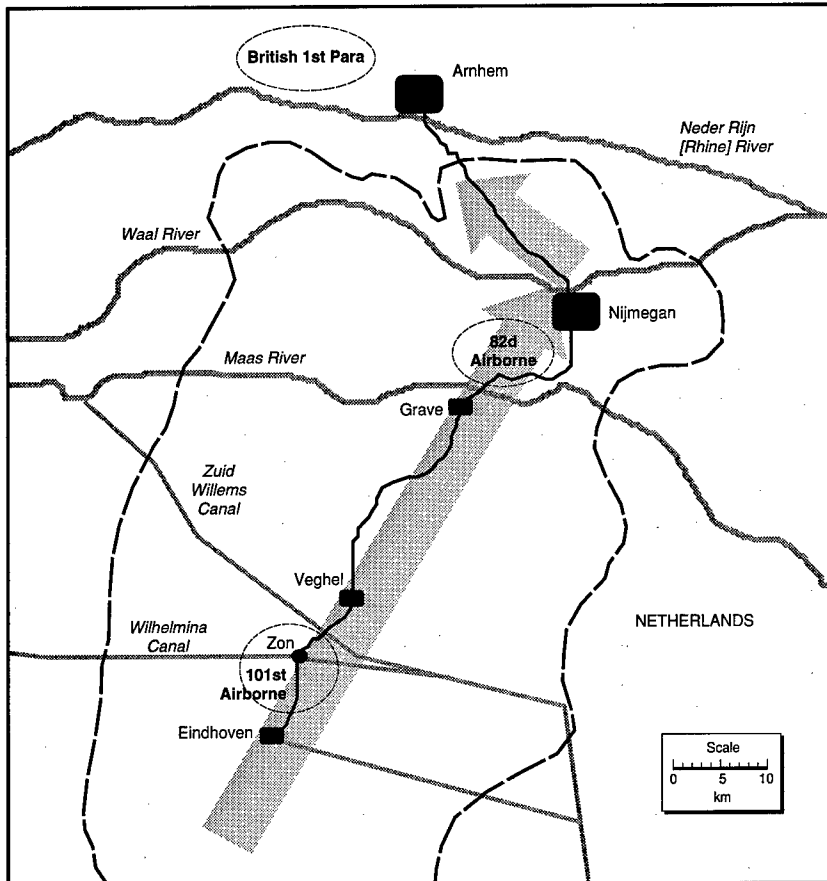 British 1st Para
Arnhem
Neder Rijn
[Rhine] River
Waal River
Nijmegan
82d
Airborne
Maas River
Grave
Zuid
Willems
Canal
Veghel
Wilhelmina
Canal
Zon
NETHERLANDS
101st
Airborne
Eindhoven
Scale
0 5 10
km